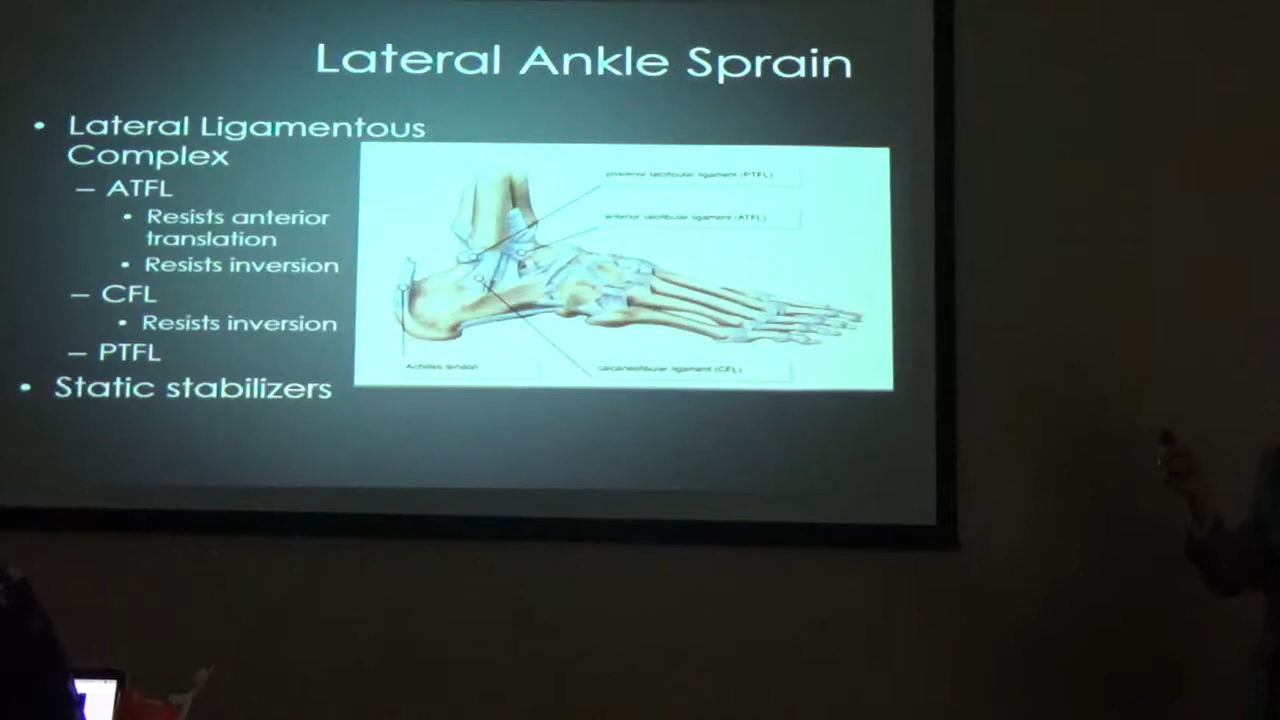 Lateral Ankle Sprain
• Lateral Ligamentous
Complex
– ATFL
• Resists anterior
translation
• Resists inversion
– CFL
• Resists inversion
– PTFL
• Static stabilizers
posterior talofibular ligament (PTFL)
anterior talofibular ligament (ATFL)
Achilles tendon
calcaneofibular ligament (CFL)